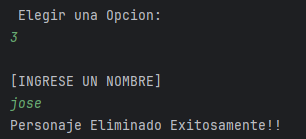 Elegir una Opcion:
3
[INGRESE UN NOMBRE]
jose
Personaje Eliminado Exitosamente!!